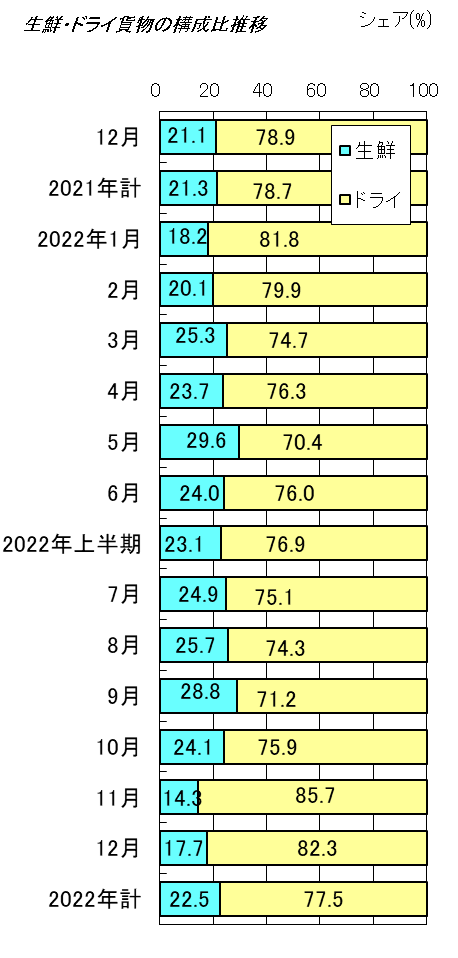 生鮮・ドライ貨物の構成比推移
シェア(%)
0 20 40 60 80 100
12月 21.1 78.9
生鮮
2021年計 21.3 78.7
ドライ
2022年1月 18.2 81.8
2月 20.1 79.9
3月 25.3 74.7
4月 23.7 76.3
5月 29.6 70.4
6月 24.0 76.0
2022年上半期 23.1 76.9
7月 24.9 75.1
8月 25.7 74.3
9月 28.8 71.2
10月 24.1 75.9
11月 14.3 85.7
12月 17.7 82.3
2022年計 22.5 77.5